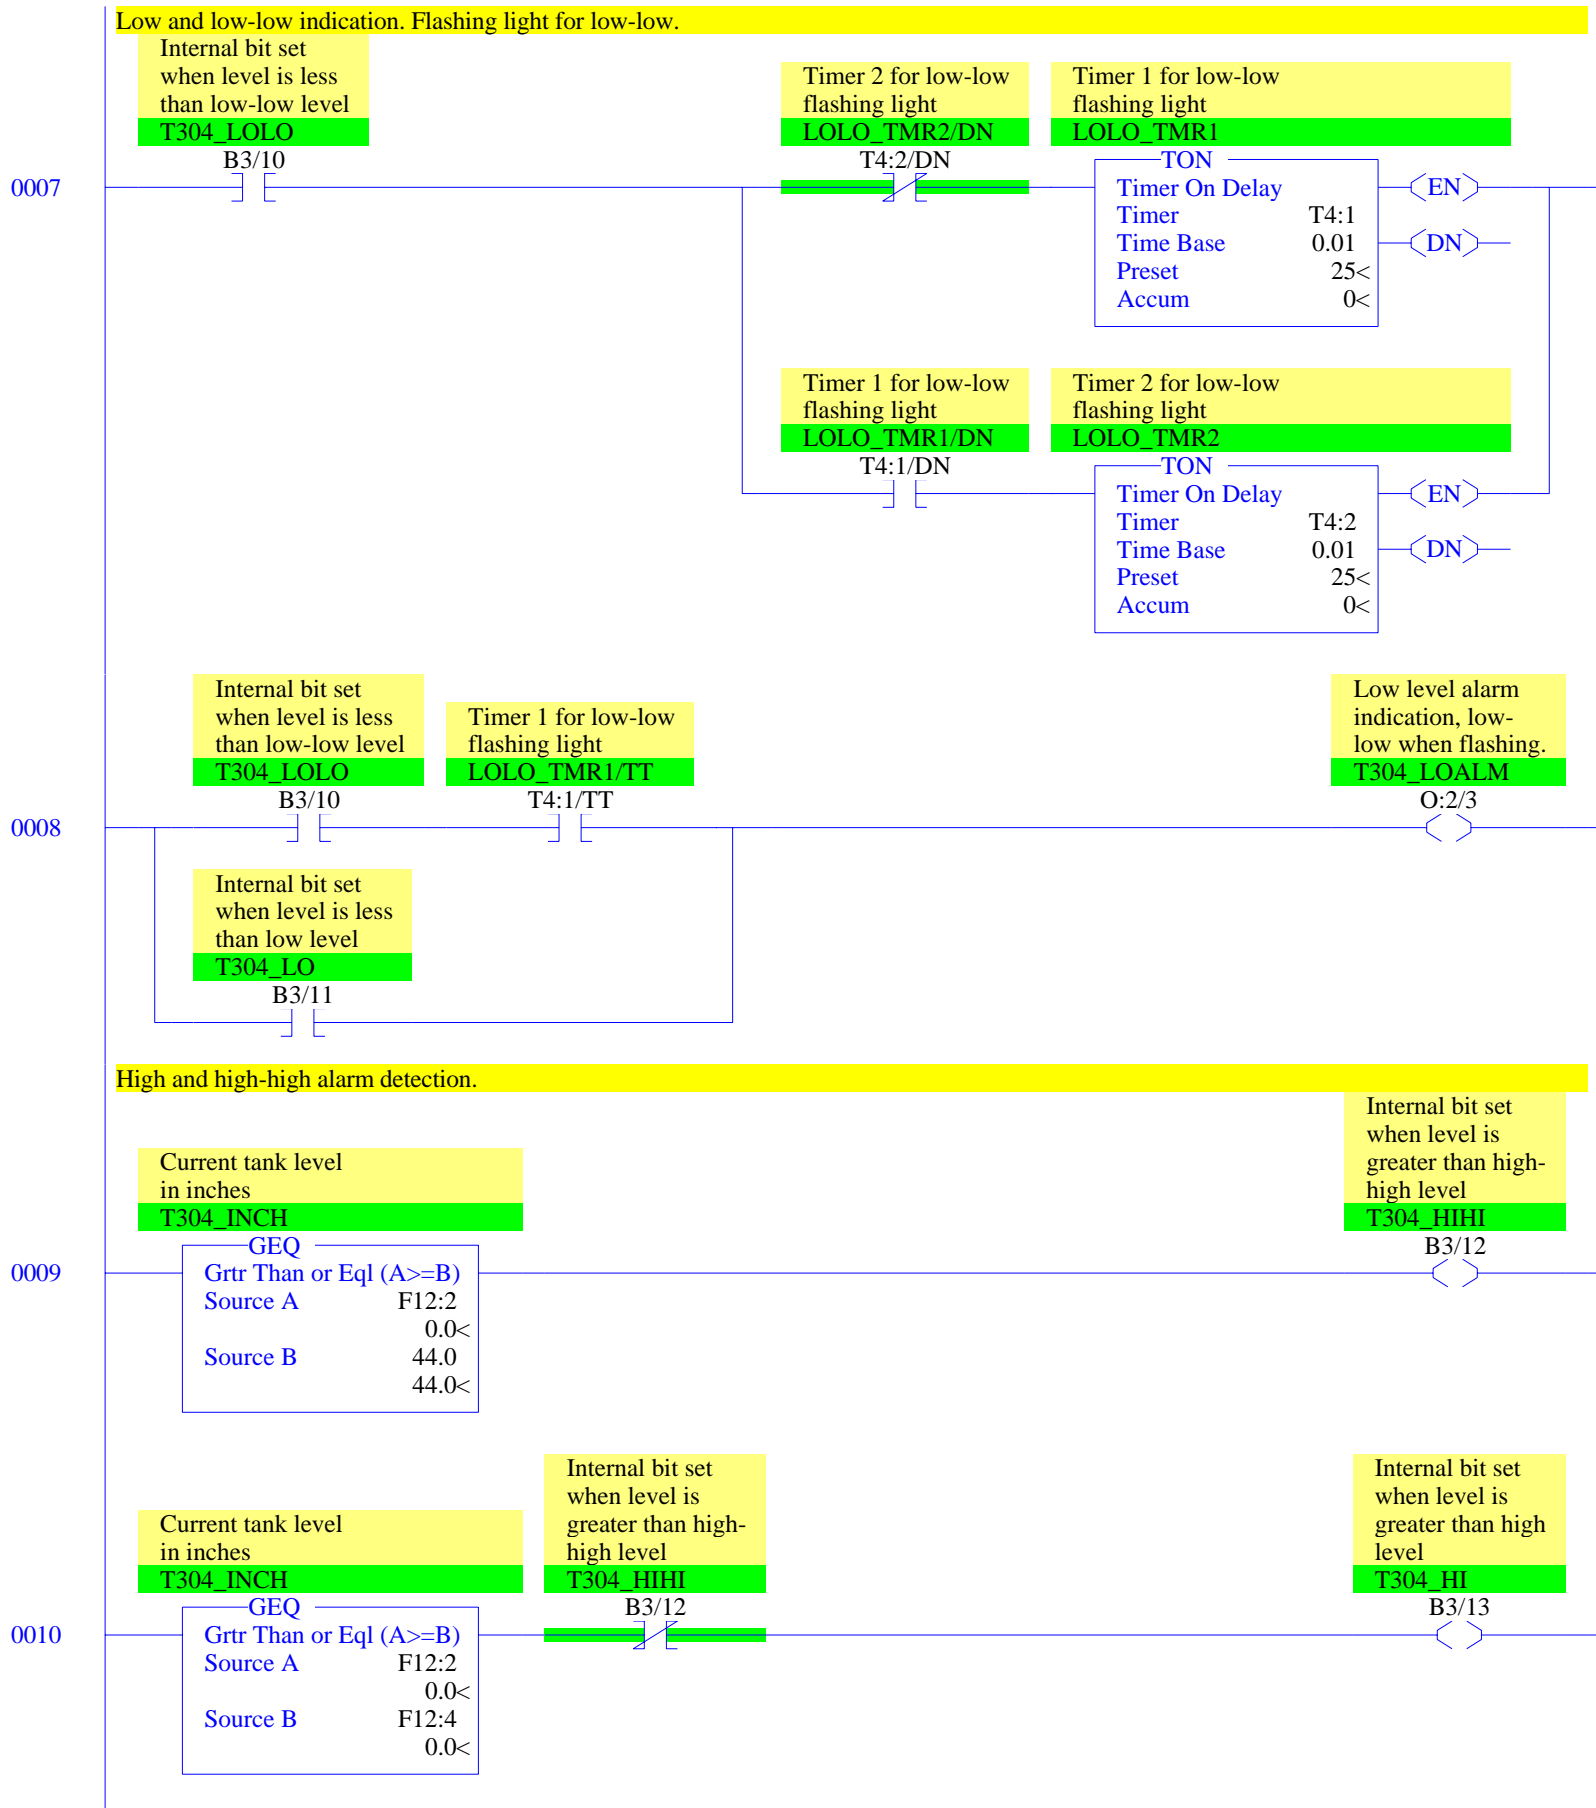 Low and low-low indication. Flashing light for low-low.
Internal bit set
when level is less
than low-low level
T304_LOLO
B3/10
Timer 2 for low-low
flashing light
LOLO_TMR2/DN
T4:2/DN
Timer 1 for low-low
flashing light
LOLO_TMR1
0007
TON
Timer On Delay
Timer T4:1
Time Base 0.01
Preset 25<
Accum 0<
EN
DN
Timer 1 for low-low
flashing light
LOLO_TMR1/DN
T4:1/DN
Timer 2 for low-low
flashing light
LOLO_TMR2
TON
Timer On Delay
Timer T4:2
Time Base 0.01
Preset 25<
Accum 0<
EN
DN
Internal bit set
when level is less
than low-low level
T304_LOLO
B3/10
Timer 1 for low-low
flashing light
LOLO_TMR1/TT
T4:1/TT
Low level alarm
indication, low-
low when flashing.
T304_LOALM
O:2/3
0008
Internal bit set
when level is less
than low level
T304_LO
B3/11
High and high-high alarm detection.
Internal bit set
when level is
greater than high-
high level
T304_HIHI
B3/12
Current tank level
in inches
T304_INCH
0009
GEQ
Grtr Than or Eql (A>=B)
Source A F12:2
0.0<
Source B 44.0
44.0<
Current tank level
in inches
T304_INCH
Internal bit set
when level is
greater than high-
high level
T304_HIHI
B3/12
Internal bit set
when level is
greater than high
level
T304_HI
B3/13
0010
GEQ
Grtr Than or Eql (A>=B)
Source A F12:2
0.0<
Source B F12:4
0.0<